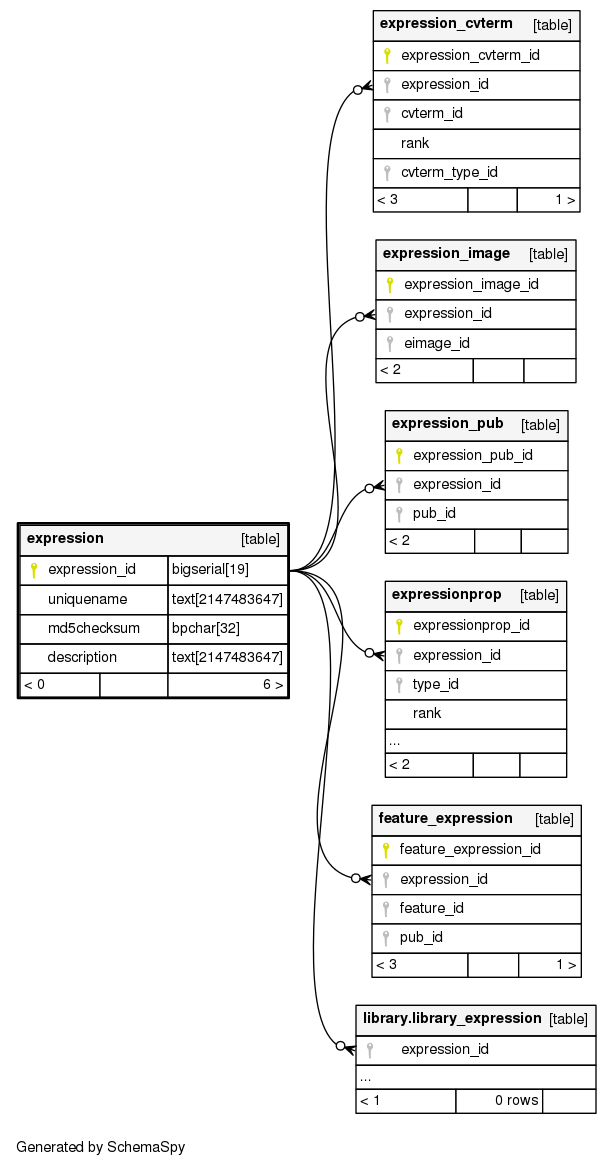 expression_cvterm [table]
expression_cvterm_id
expression_id
cvterm_id
rank
cvterm_type_id
< 3 1 >
expression_image [table]
expression_image_id
expression_id
eimage_id
< 2
expression_pub [table]
expression_pub_id
expression_id
pub_id
< 2
expression [table]
expression_id bigserial[19]
uniquename text[2147483647]
md5checksum bpchar[32]
description text[2147483647]
< 0 6 >
expressionprop [table]
expressionprop_id
expression_id
type_id
rank
...
< 2
feature_expression [table]
feature_expression_id
expression_id
feature_id
pub_id
< 3 1 >
library.library_expression [table]
expression_id
...
< 1 0 rows
Generated by SchemaSpy